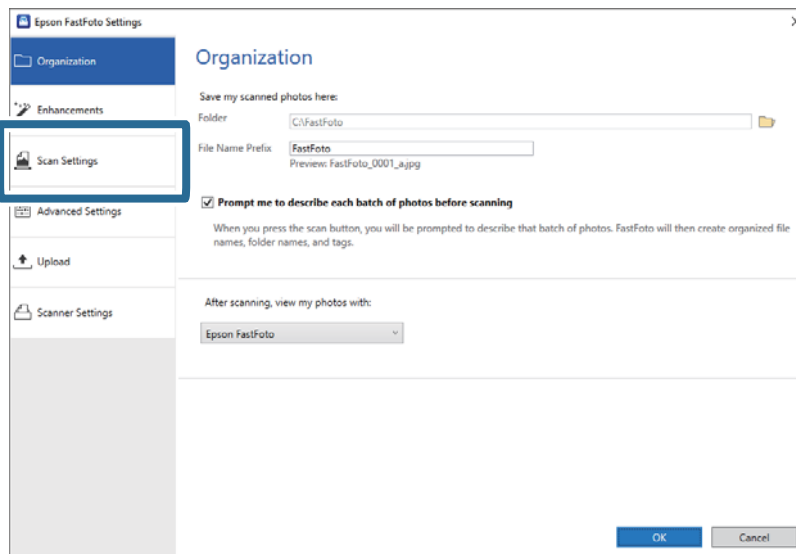 Epson FastFoto Settings
Organization
Enhancements
Scan Settings
Advanced Settings
Upload
Scanner Settings
Organization
Save my scanned photos here:
Folder
C:\FastFoto
File Name Prefix
FastFoto
Preview: FastFoto_0001_a.jpg
Prompt me to describe each batch of photos before scanning
When you press the scan button, you will be prompted to describe that batch of photos. FastFoto will then create organized file
names, folder names, and tags.
After scanning, view my photos with:
Epson FastFoto
OK
Cancel